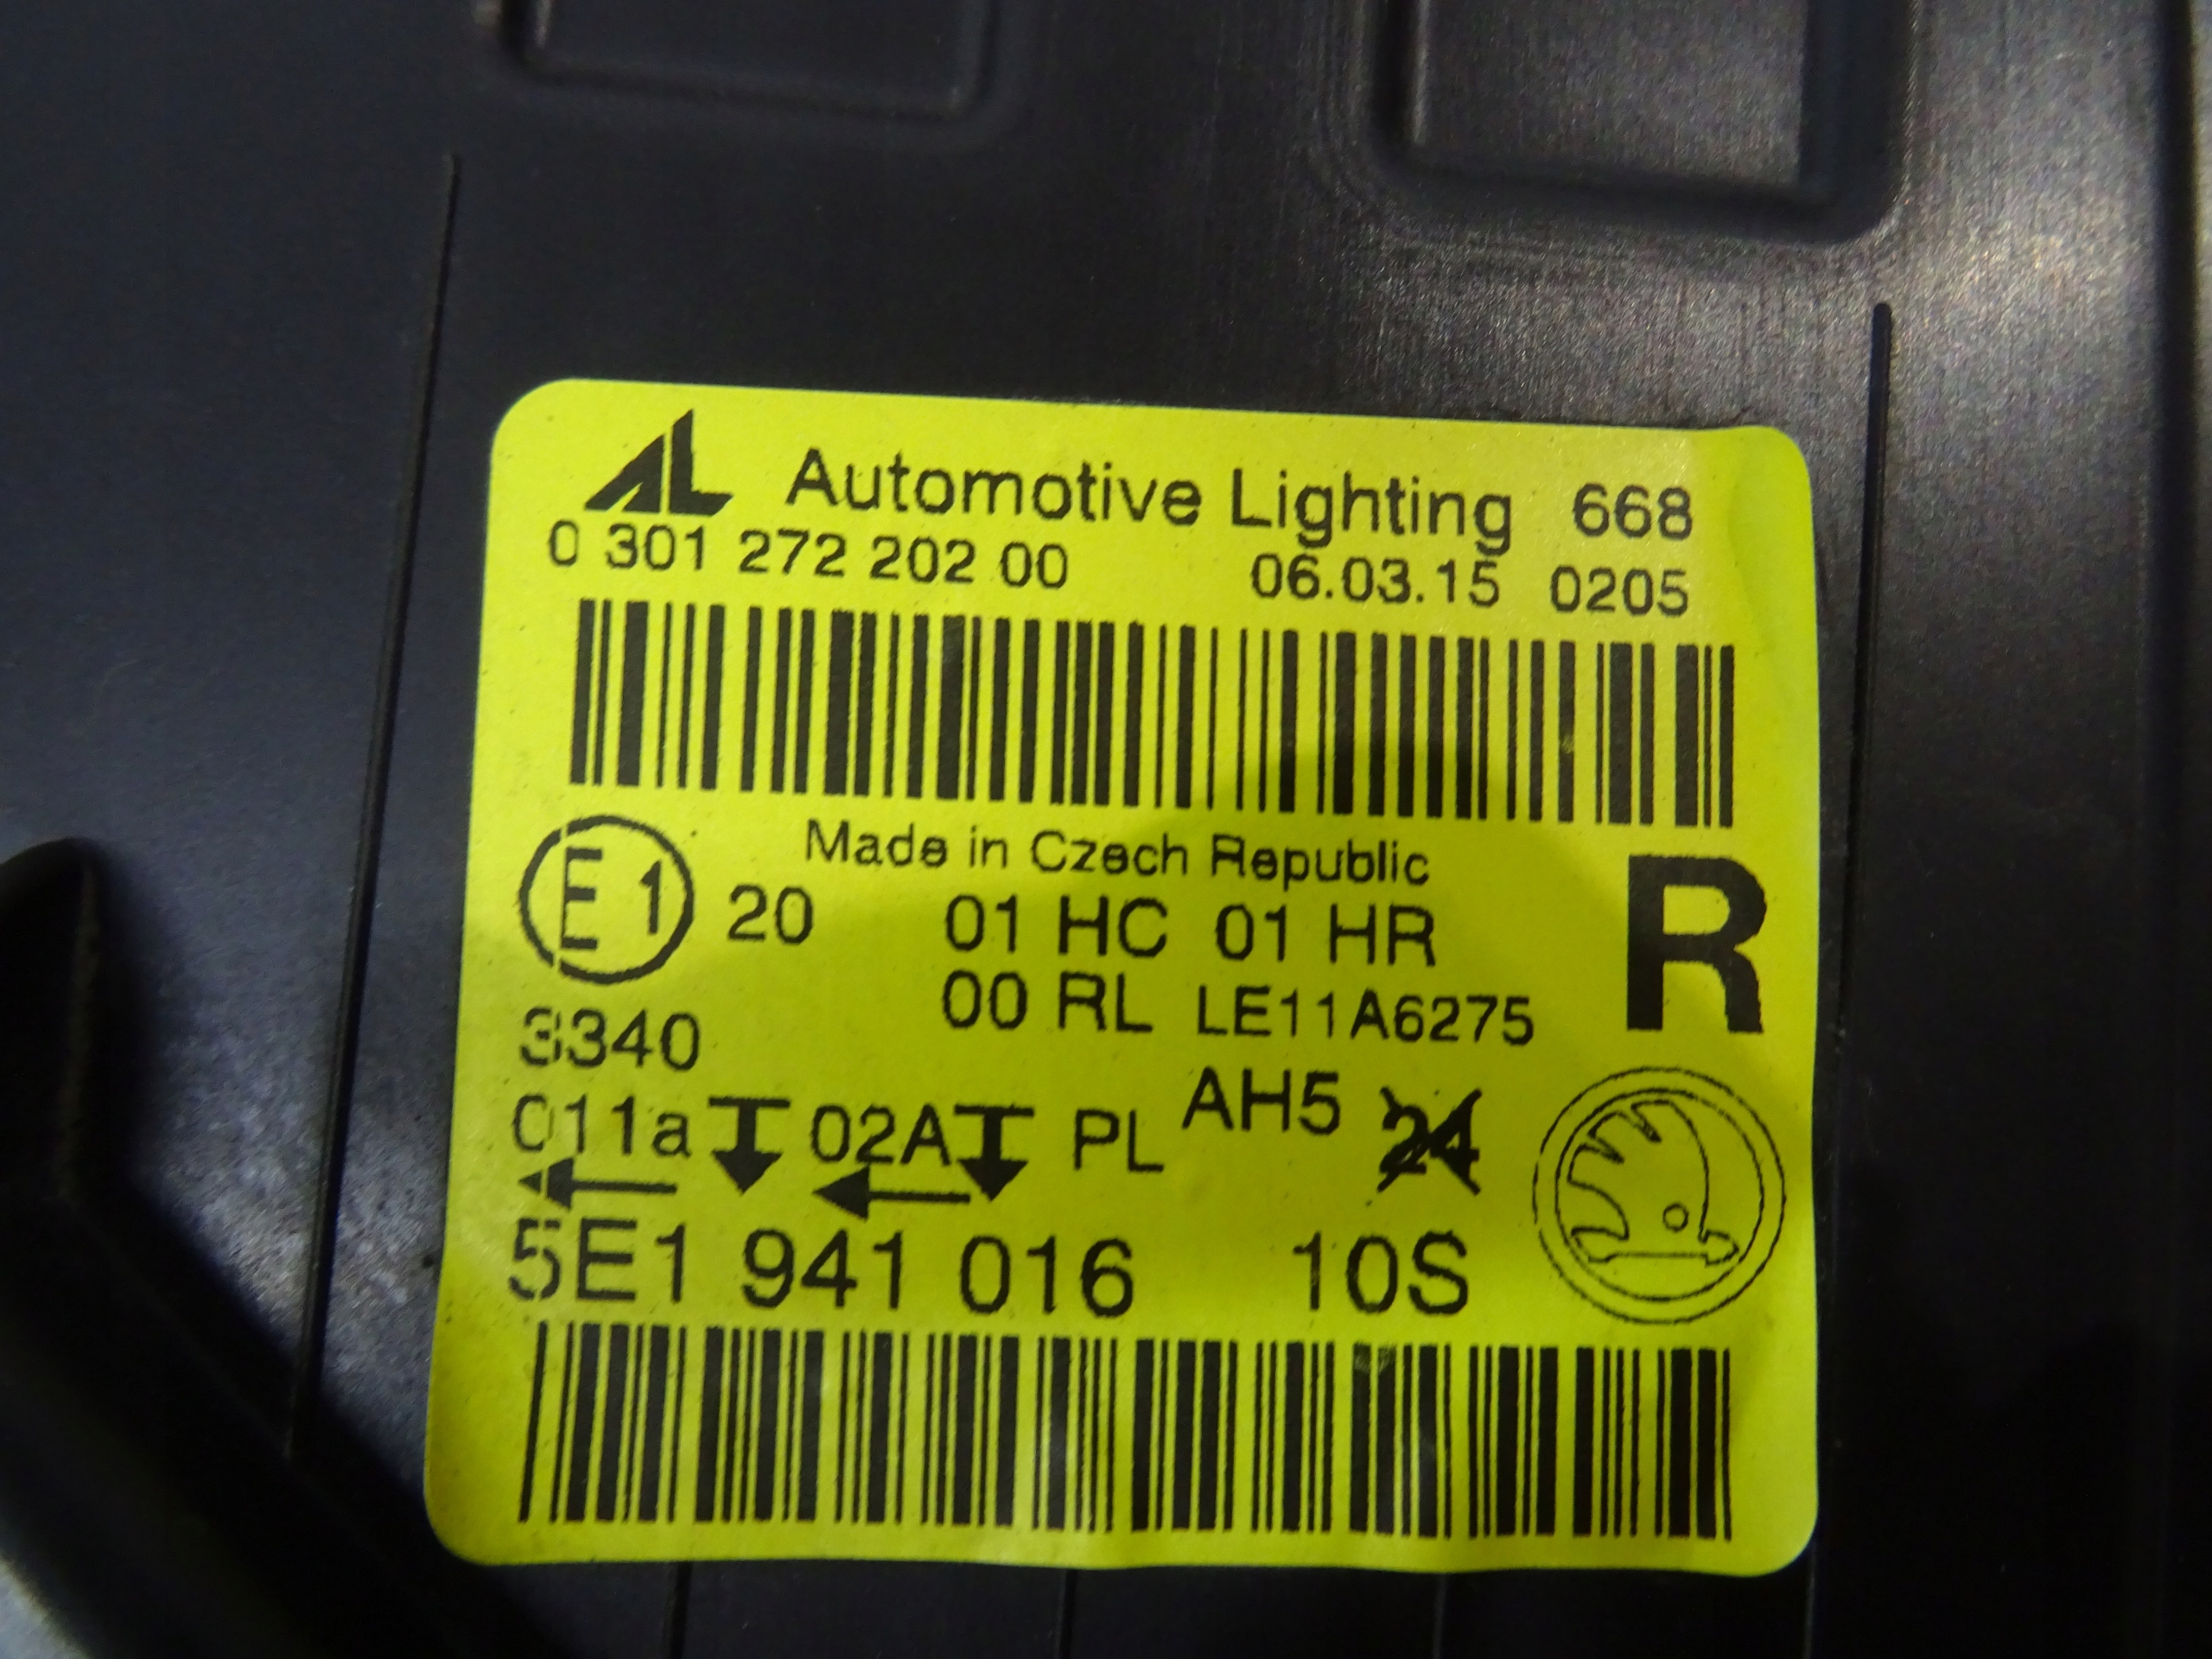 AL Automotive Lighting 668
0 301 272 202 00 06.03.15 0205
Made in Czech Republic
E1 20 01 HC 01 HR R
00 RL LE11A6275
3340
011a 02A PL AH5 24
5E1 941 016 10S